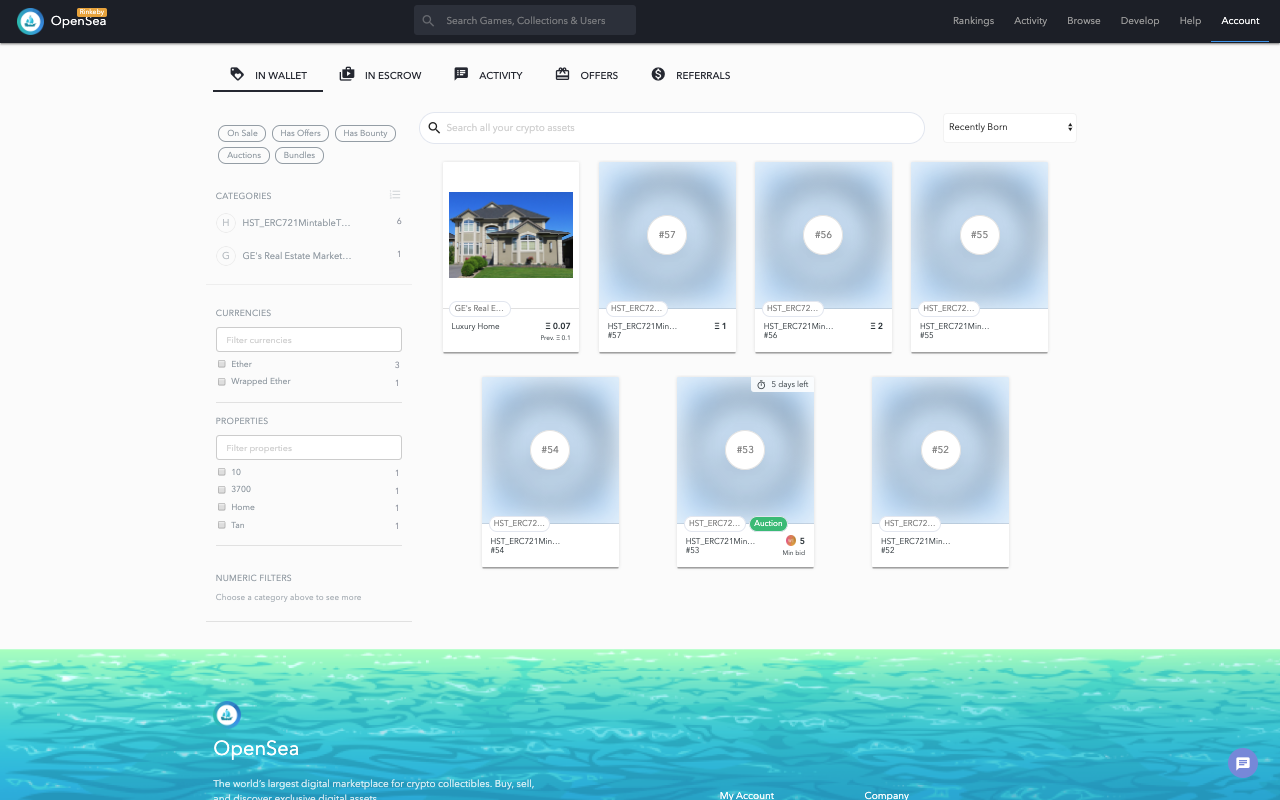 Rinkeby
OpenSea
Search Games, Collections & Users
Rankings
Activity
Browse
Develop
Help
Account
IN WALLET
IN ESCROW
ACTIVITY
OFFERS
REFERRALS
On Sale
Has Offers
Has Bounty
Auctions
Bundles
Search all your crypto assets
Recently Born
CATEGORIES
H HST_ERC721MintableT... 6
G GE's Real Estate Market... 1
CURRENCIES
Filter currencies
Ether 3
Wrapped Ether 1
PROPERTIES
Filter properties
10 1
3700 1
Home 1
Tan 1
NUMERIC FILTERS
Choose a category above to see more
GE's Real E...
Luxury Home Ξ 0.07
Prev. Ξ 0.1
#57
HST_ERC72...
HST_ERC721Min... Ξ 1
#57
#56
HST_ERC72...
HST_ERC721Min... Ξ 2
#56
#55
HST_ERC72...
HST_ERC721Min...
#55
#54
HST_ERC72...
HST_ERC721Min...
#54
5 days left
#53
HST_ERC72... Auction
HST_ERC721Min... 5
#53 Min bid
#52
HST_ERC72...
HST_ERC721Min...
#52
OpenSea
The world's largest digital marketplace for crypto collectibles. Buy, sell,
and discover exclusive digital assets
My Account
Company